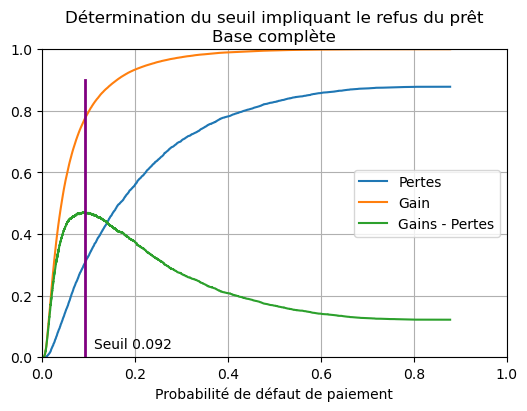 Détermination du seuil impliquant le refus du prêt
Base complète
1.0
0.8
0.6
0.4
0.2
0.0
Pertes
Gain
Gains - Pertes
Seuil 0.092
0.0 0.2 0.4 0.6 0.8 1.0
Probabilité de défaut de paiement